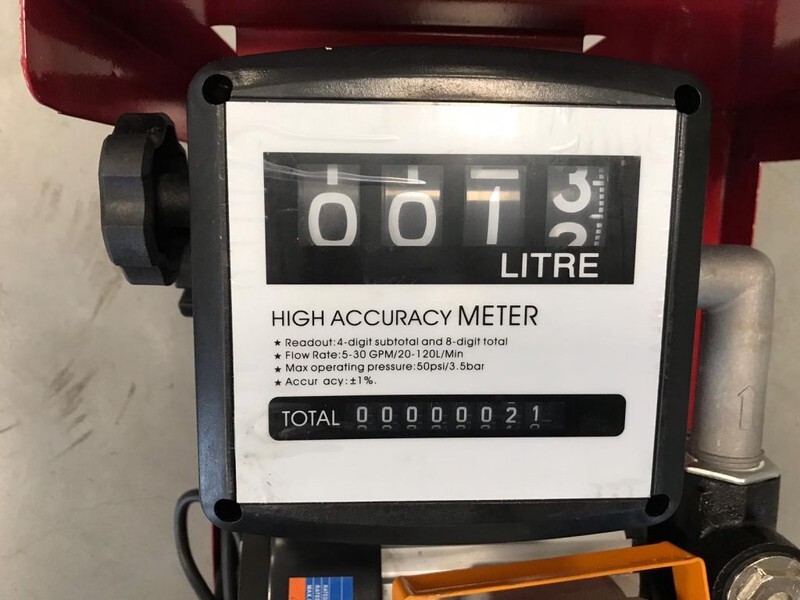 0013
LITRE
HIGH ACCURACY METER
★ Readout:4-digit subtotal and 8-digit total
★ Flow Rate:5-30 GPM/20-120L/Min
★ Max operating pressure:50psi/3.5bar
★ Accur acy:±1%.
TOTAL 00000021
1